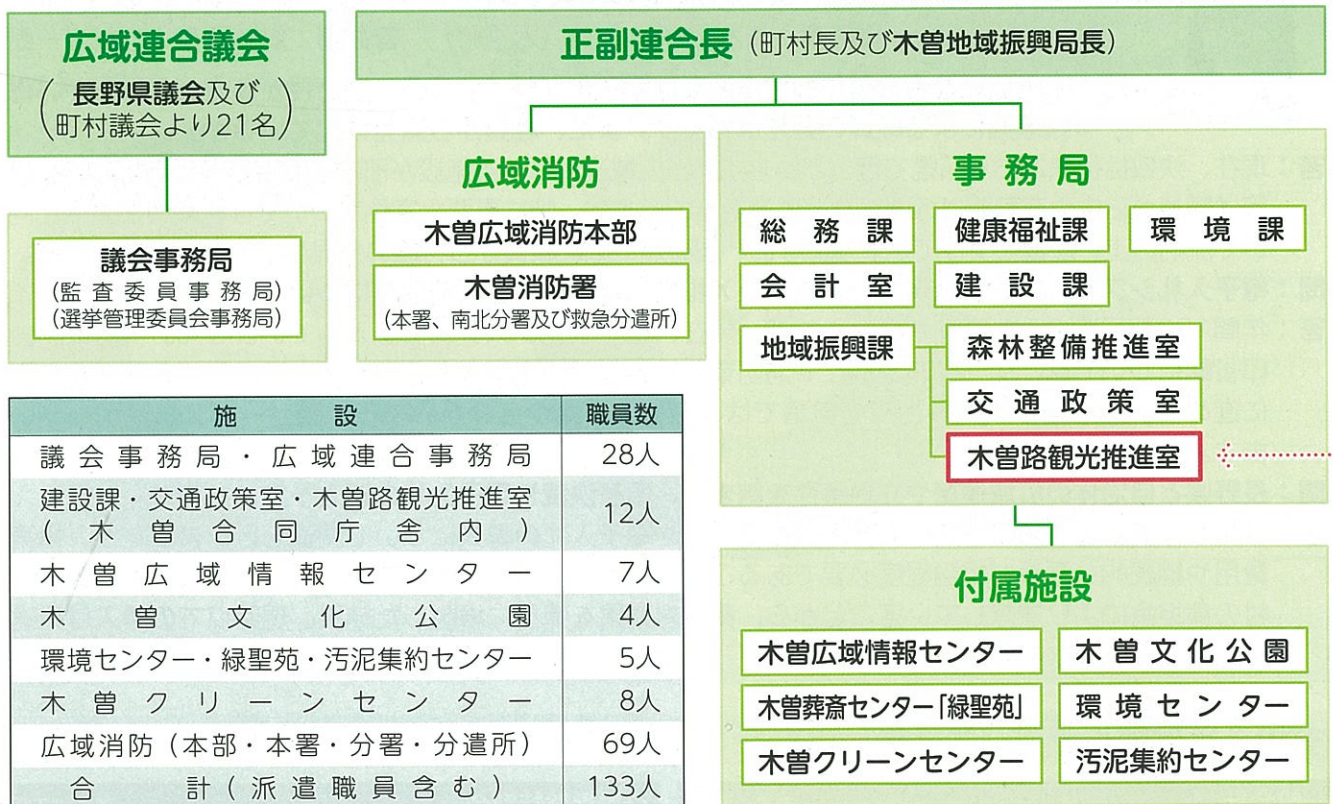 広域連合議会
長野県議会及び
町村議会より21名
議会事務局
(監査委員事務局)
(選挙管理委員会事務局)
正副連合長 (町村長及び木曽地域振興局長)
広域消防
木曽広域消防本部
木曽消防署
(本署、南北分署及び救急分遣所)
事務局
総務課
健康福祉課
環境課
会計室
建設課
地域振興課
森林整備推進室
交通政策室
木曽路観光推進室
付属施設
木曽広域情報センター
木曽文化公園
木曽葬斎センター「緑聖苑」
環境センター
木曽クリーンセンター
汚泥集約センター
施設 職員数
議会事務局・広域連合事務局 28人
建設課・交通政策室・木曽路観光推進室
(木曽合同庁舎内) 12人
木曽広域情報センター 7人
木曽文化公園 4人
環境センター・緑聖苑・汚泥集約センター 5人
木曽クリーンセンター 8人
広域消防(本部・本署・分署・分遣所) 69人
合計(派遣職員含む) 133人